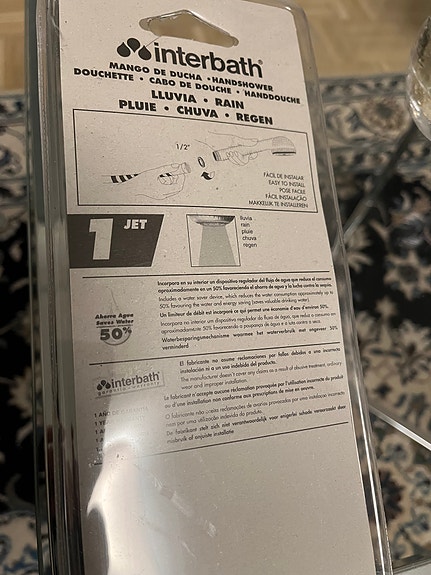 interbath®
MANGO DE DUCHA • HANDSHOWER
DOUCHETTE • CABO DE DOUCHE • HANDDOUCHE
LLUVIA • RAIN
PLUIE • CHUVA • REGEN
1/2"
FÁCIL DE INSTALAR
EASY TO INSTALL
POSE FACILE
FÁCIL INSTALAÇÃO
MAKKELIJK TE INSTALLEREN
1 JET
lluvia
rain
pluie
chuva
regen
Ahorra Agua
Saves Water
50%
Incorpora en su interior un dispositivo regulador del flujo de agua que reduce el consumo
aproximadamente en un 50% favoreciendo el ahorro de agua y la lucha contra la sequía.
Includes a water saver device, which reduces the water consumption approximately up to
50% favouring the water and energy saving (saves valuable drinking water).
Un limiteur de débit est incorporé ce qui permet une économie d'eau d'environ 50%.
Incorpora no interior um dispositivo regulador do fluxo de água, que reduz o consumo
aproximadamente 50% favorecendo a poupança de água e a luta contra a seca.
Waterbesparingsmechanisme waarmee het waterverbruik met ongeveer 50%
verminderd
interbath
El fabricante no asume reclamaciones por fallos debidos a una incorrecta
instalación ni a un uso inadecuado.
The manufacturer doesn't cover any claims as a result of disuse treatment, ordinary
wear and improper installation.
Le fabricant n'accepte aucune réclamation provoquée par l'utilisation incorrecte du produit
ou d'une installation non conforme aux prescriptions de mise en œuvre.
O fabricante não aceita reclamações de avarias provocadas por uma instalação incorrecta
nem por uma utilização indevida do produto.
De fabrikant stelt zich niet verantwoordelijk voor enigerlei schade veroorzaakt door
misbruik of onjuiste installatie
1 AÑO DE